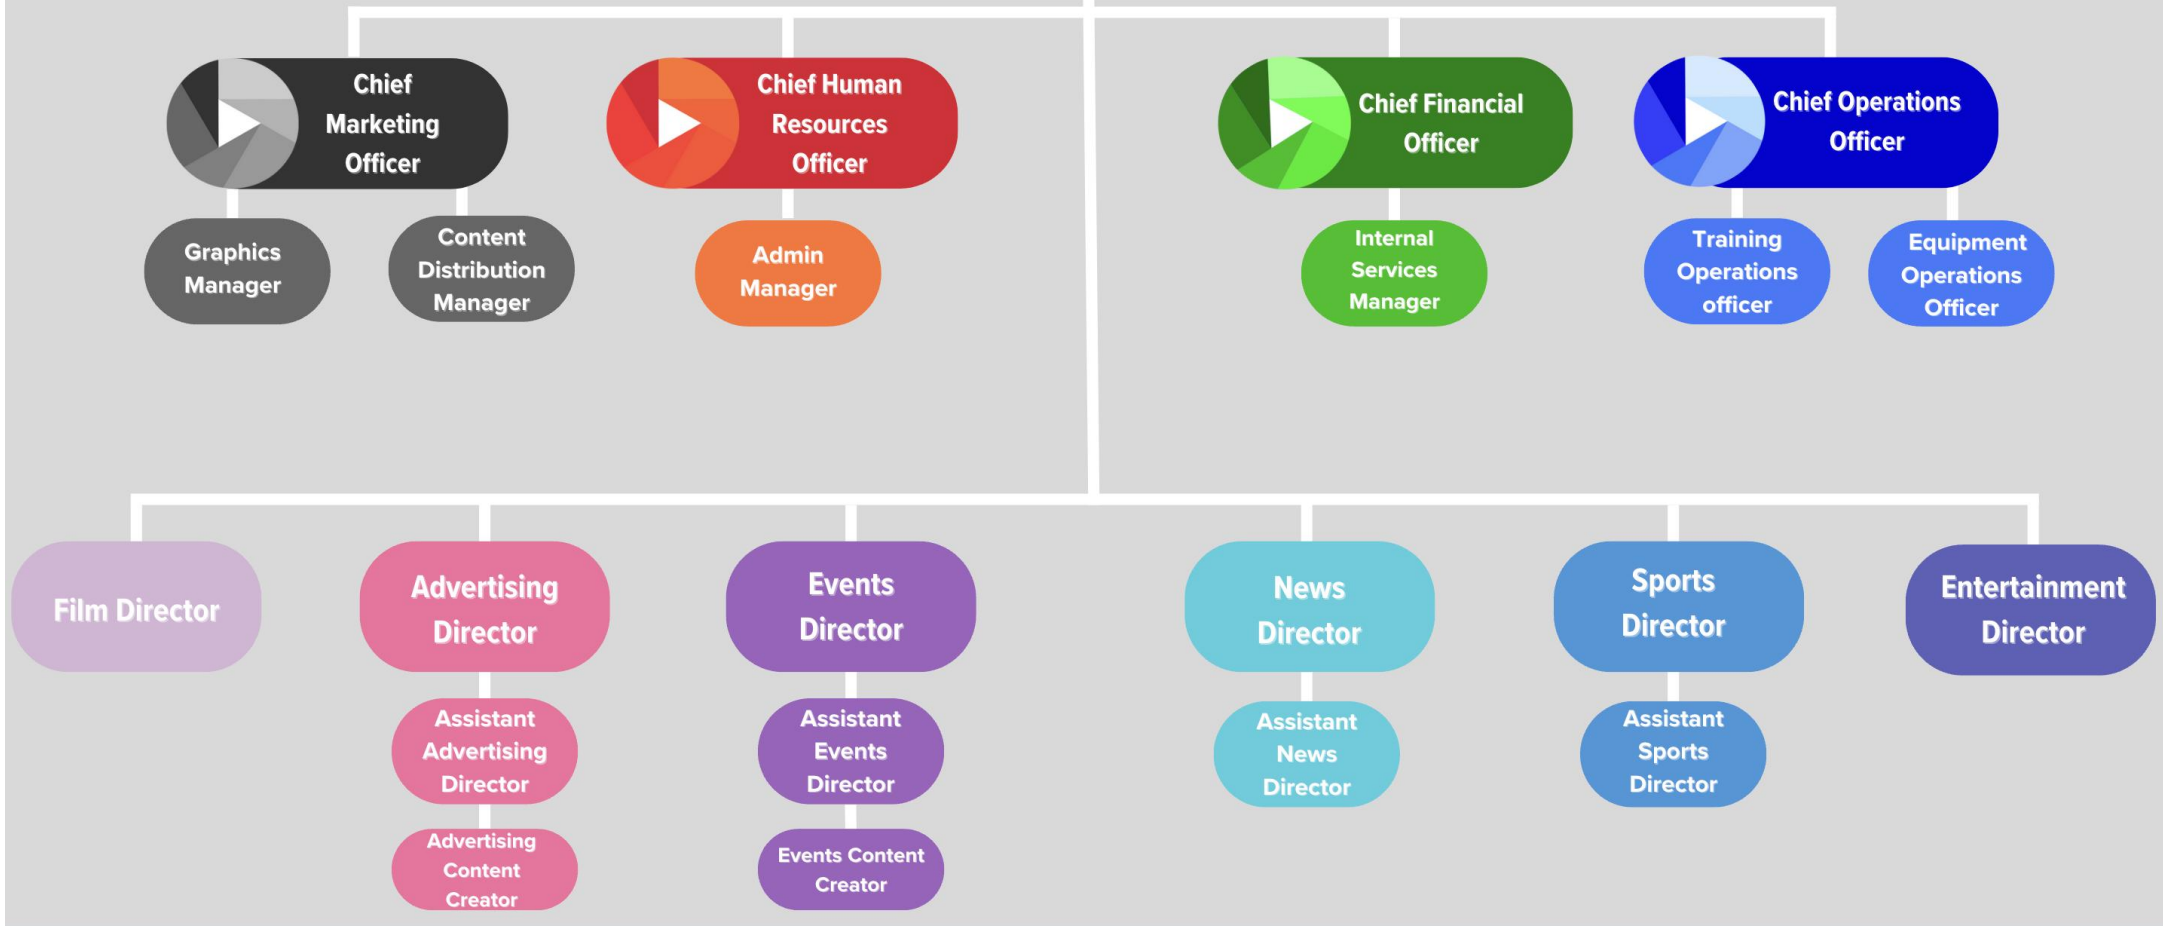 Chief
Marketing
Officer
Chief Human
Resources
Officer
Chief Financial
Officer
Chief Operations
Officer
Graphics
Manager
Content
Distribution
Manager
Admin
Manager
Internal
Services
Manager
Training
Operations
officer
Equipment
Operations
Officer
Film Director
Advertising
Director
Events
Director
News
Director
Sports
Director
Entertainment
Director
Assistant
Advertising
Director
Assistant
Events
Director
Assistant
News
Director
Assistant
Sports
Director
Advertising
Content
Creator
Events Content
Creator